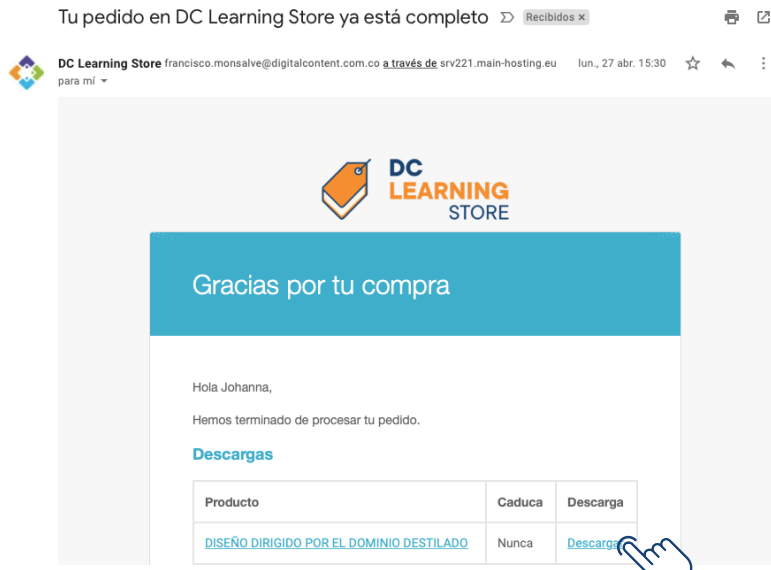 Tu pedido en DC Learning Store ya está completo Recibidos x
DC Learning Store francisco.monsalve@digitalcontent.com.co a través de srv221.main-hosting.eu lun., 27 abr. 15:30
para mí
DC
LEARNING
STORE
Gracias por tu compra
Hola Johanna,
Hemos terminado de procesar tu pedido.
Descargas
Producto Caduca Descarga
DISEÑO DIRIGIDO POR EL DOMINIO DESTILADO Nunca Descargar